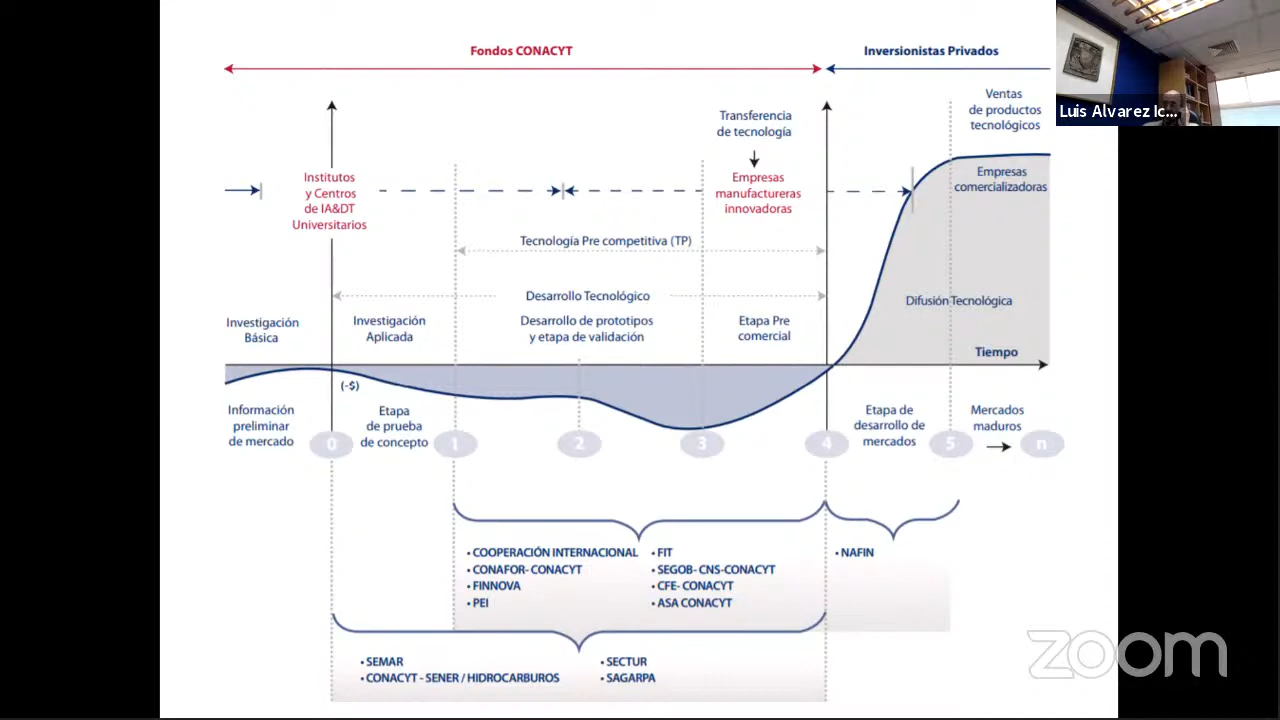 Fondos CONACYT
Inversionistas Privados
Luis Alvarez Ic...
Ventas
de productos
tecnológicos
Transferencia
de tecnología
Institutos
y Centros
de IA&DT
Universitarios
Empresas
manufactureras
innovadoras
Empresas
comercializadoras
Tecnología Pre competitiva (TP)
Desarrollo Tecnológico
Difusión Tecnológica
Investigación
Básica
Investigación
Aplicada
Desarrollo de prototipos
y etapa de validación
Etapa Pre
comercial
Tiempo
(-$)
Información
preliminar
de mercado
Etapa
de prueba
de concepto
Etapa de
desarrollo de
mercados
Mercados
maduros
0 1 2 3 4 5 n
• COOPERACIÓN INTERNACIONAL
• CONAFOR- CONACYT
• FINNOVA
• PEI
• FIT
• SEGOB- CNS-CONACYT
• CFE- CONACYT
• ASA CONACYT
• NAFIN
• SEMAR
• CONACYT - SENER / HIDROCARBUROS
• SECTUR
• SAGARPA
zoom